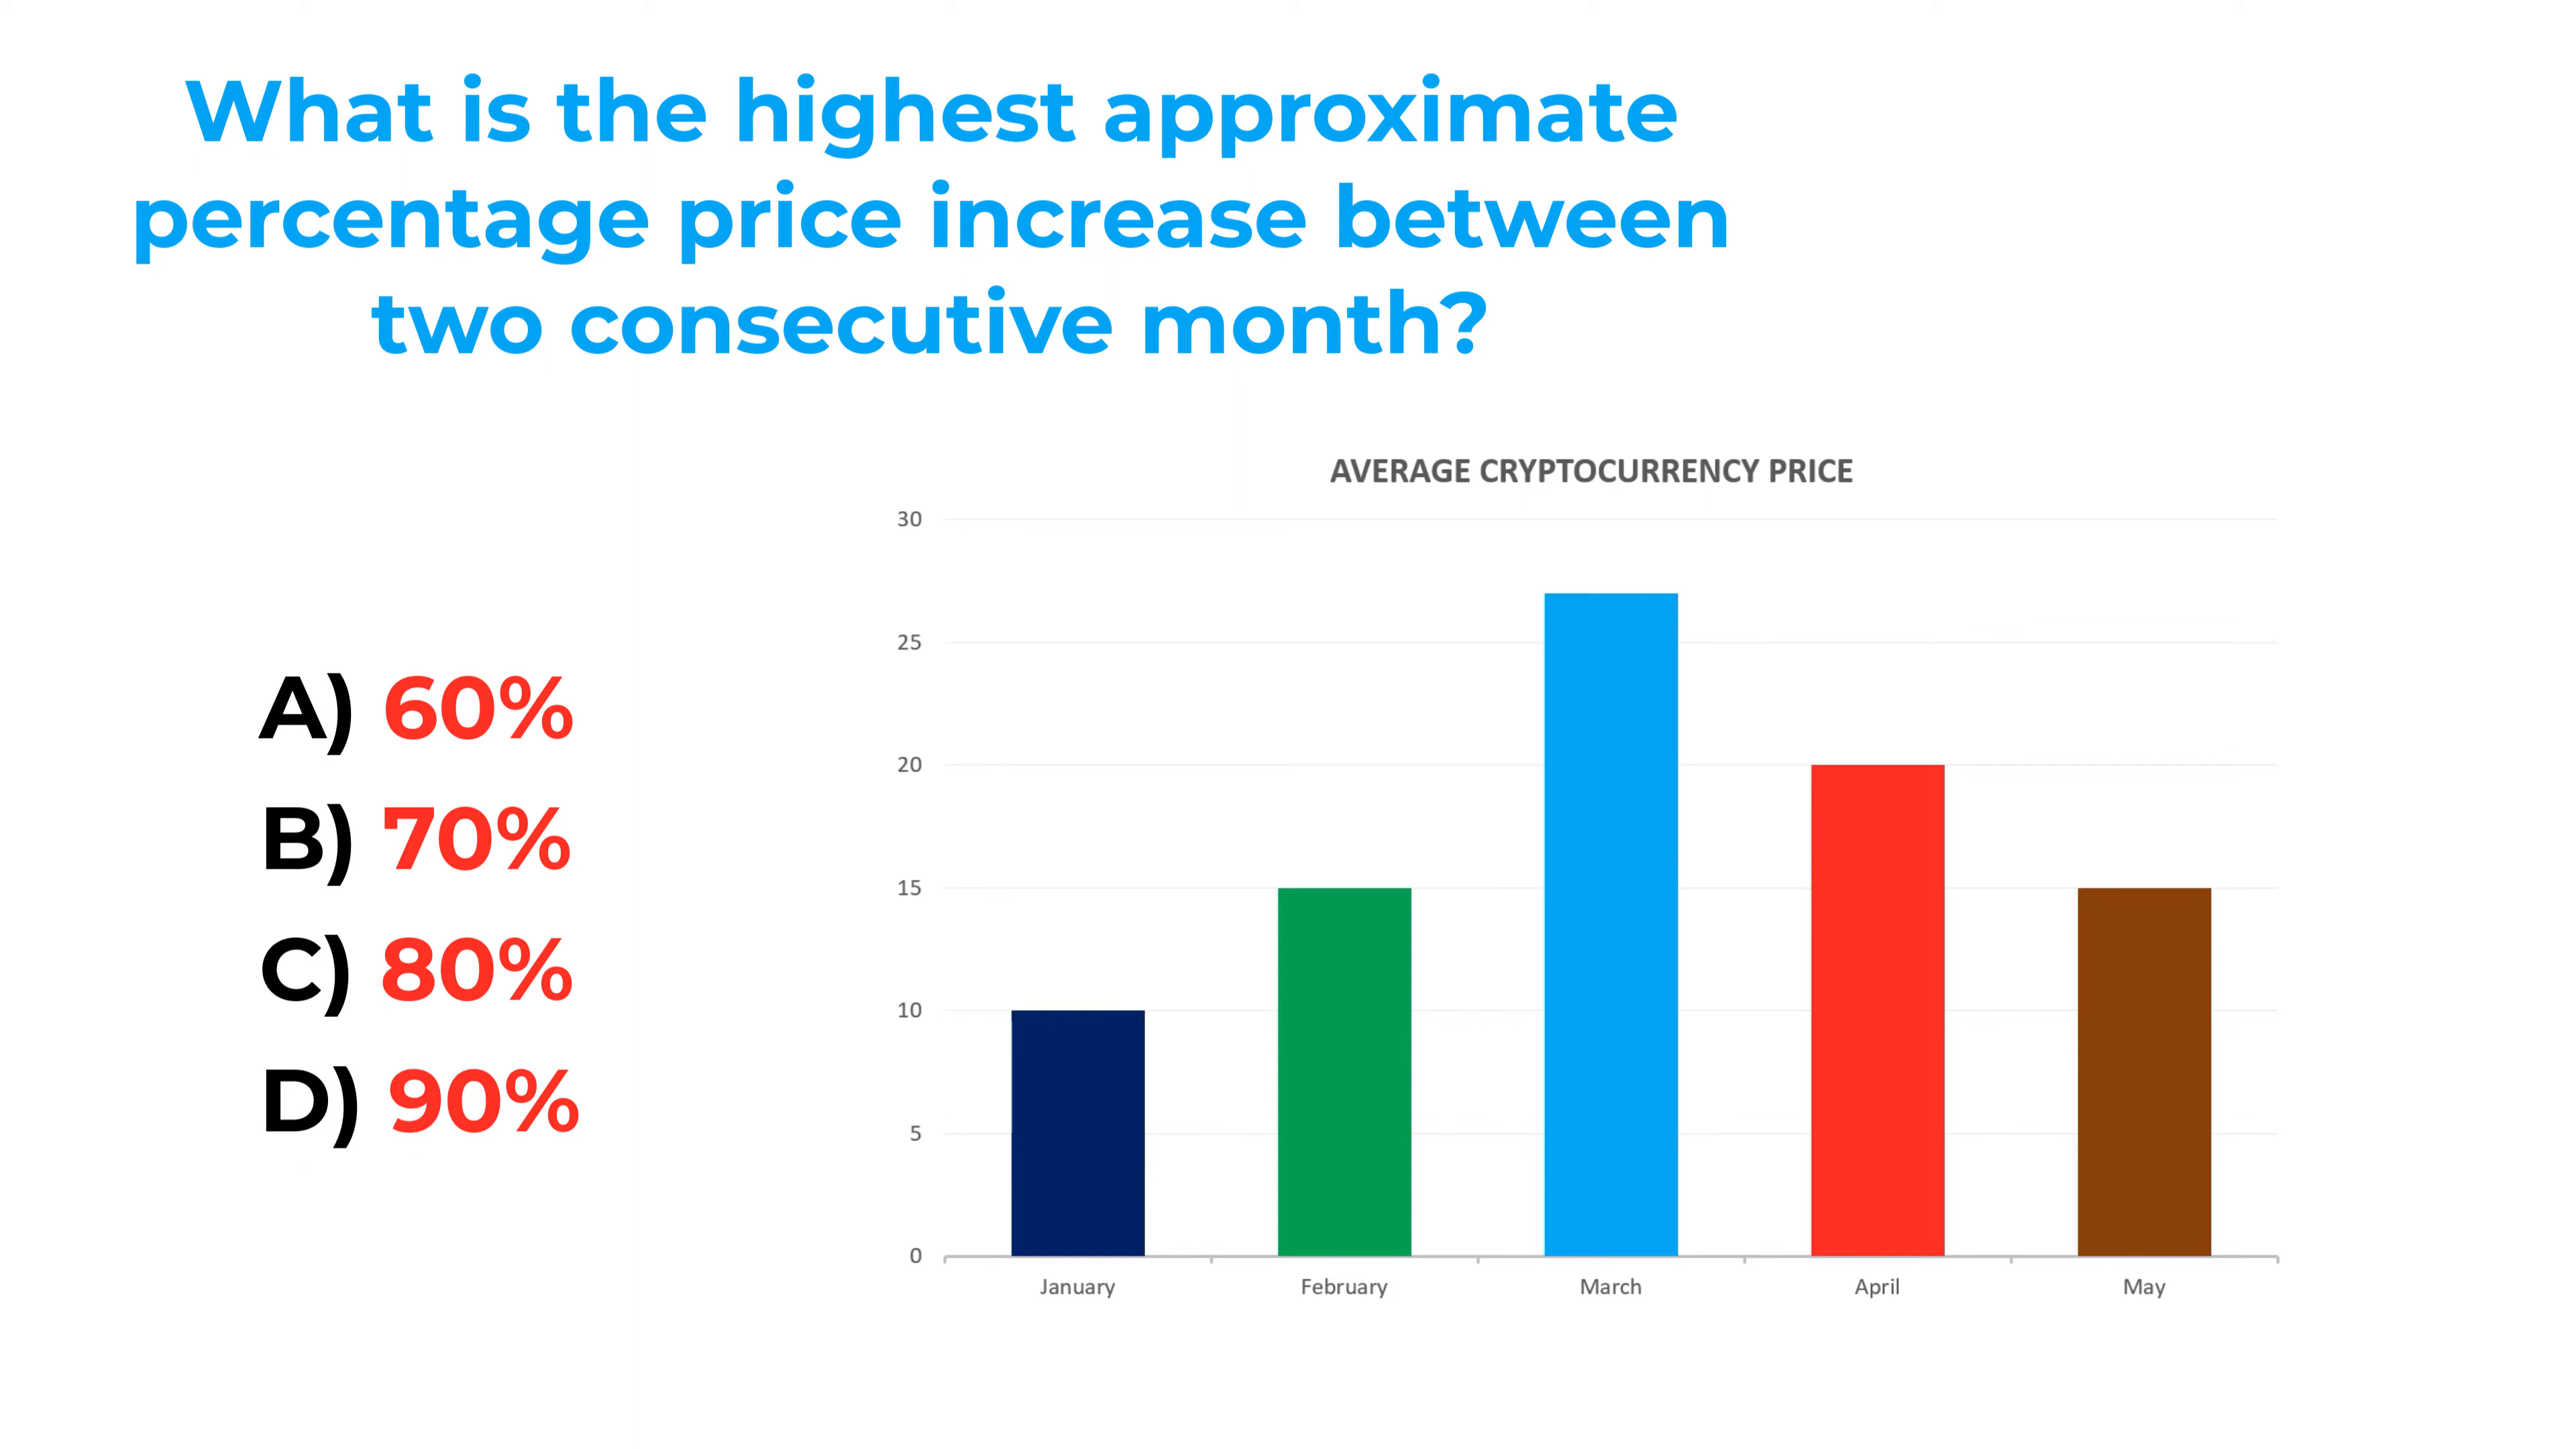 What is the highest approximate
percentage price increase between
two consecutive month?
A) 60%
B) 70%
C) 80%
D) 90%
AVERAGE CRYPTOCURRENCY PRICE
30
25
20
15
10
5
0
January February March April May